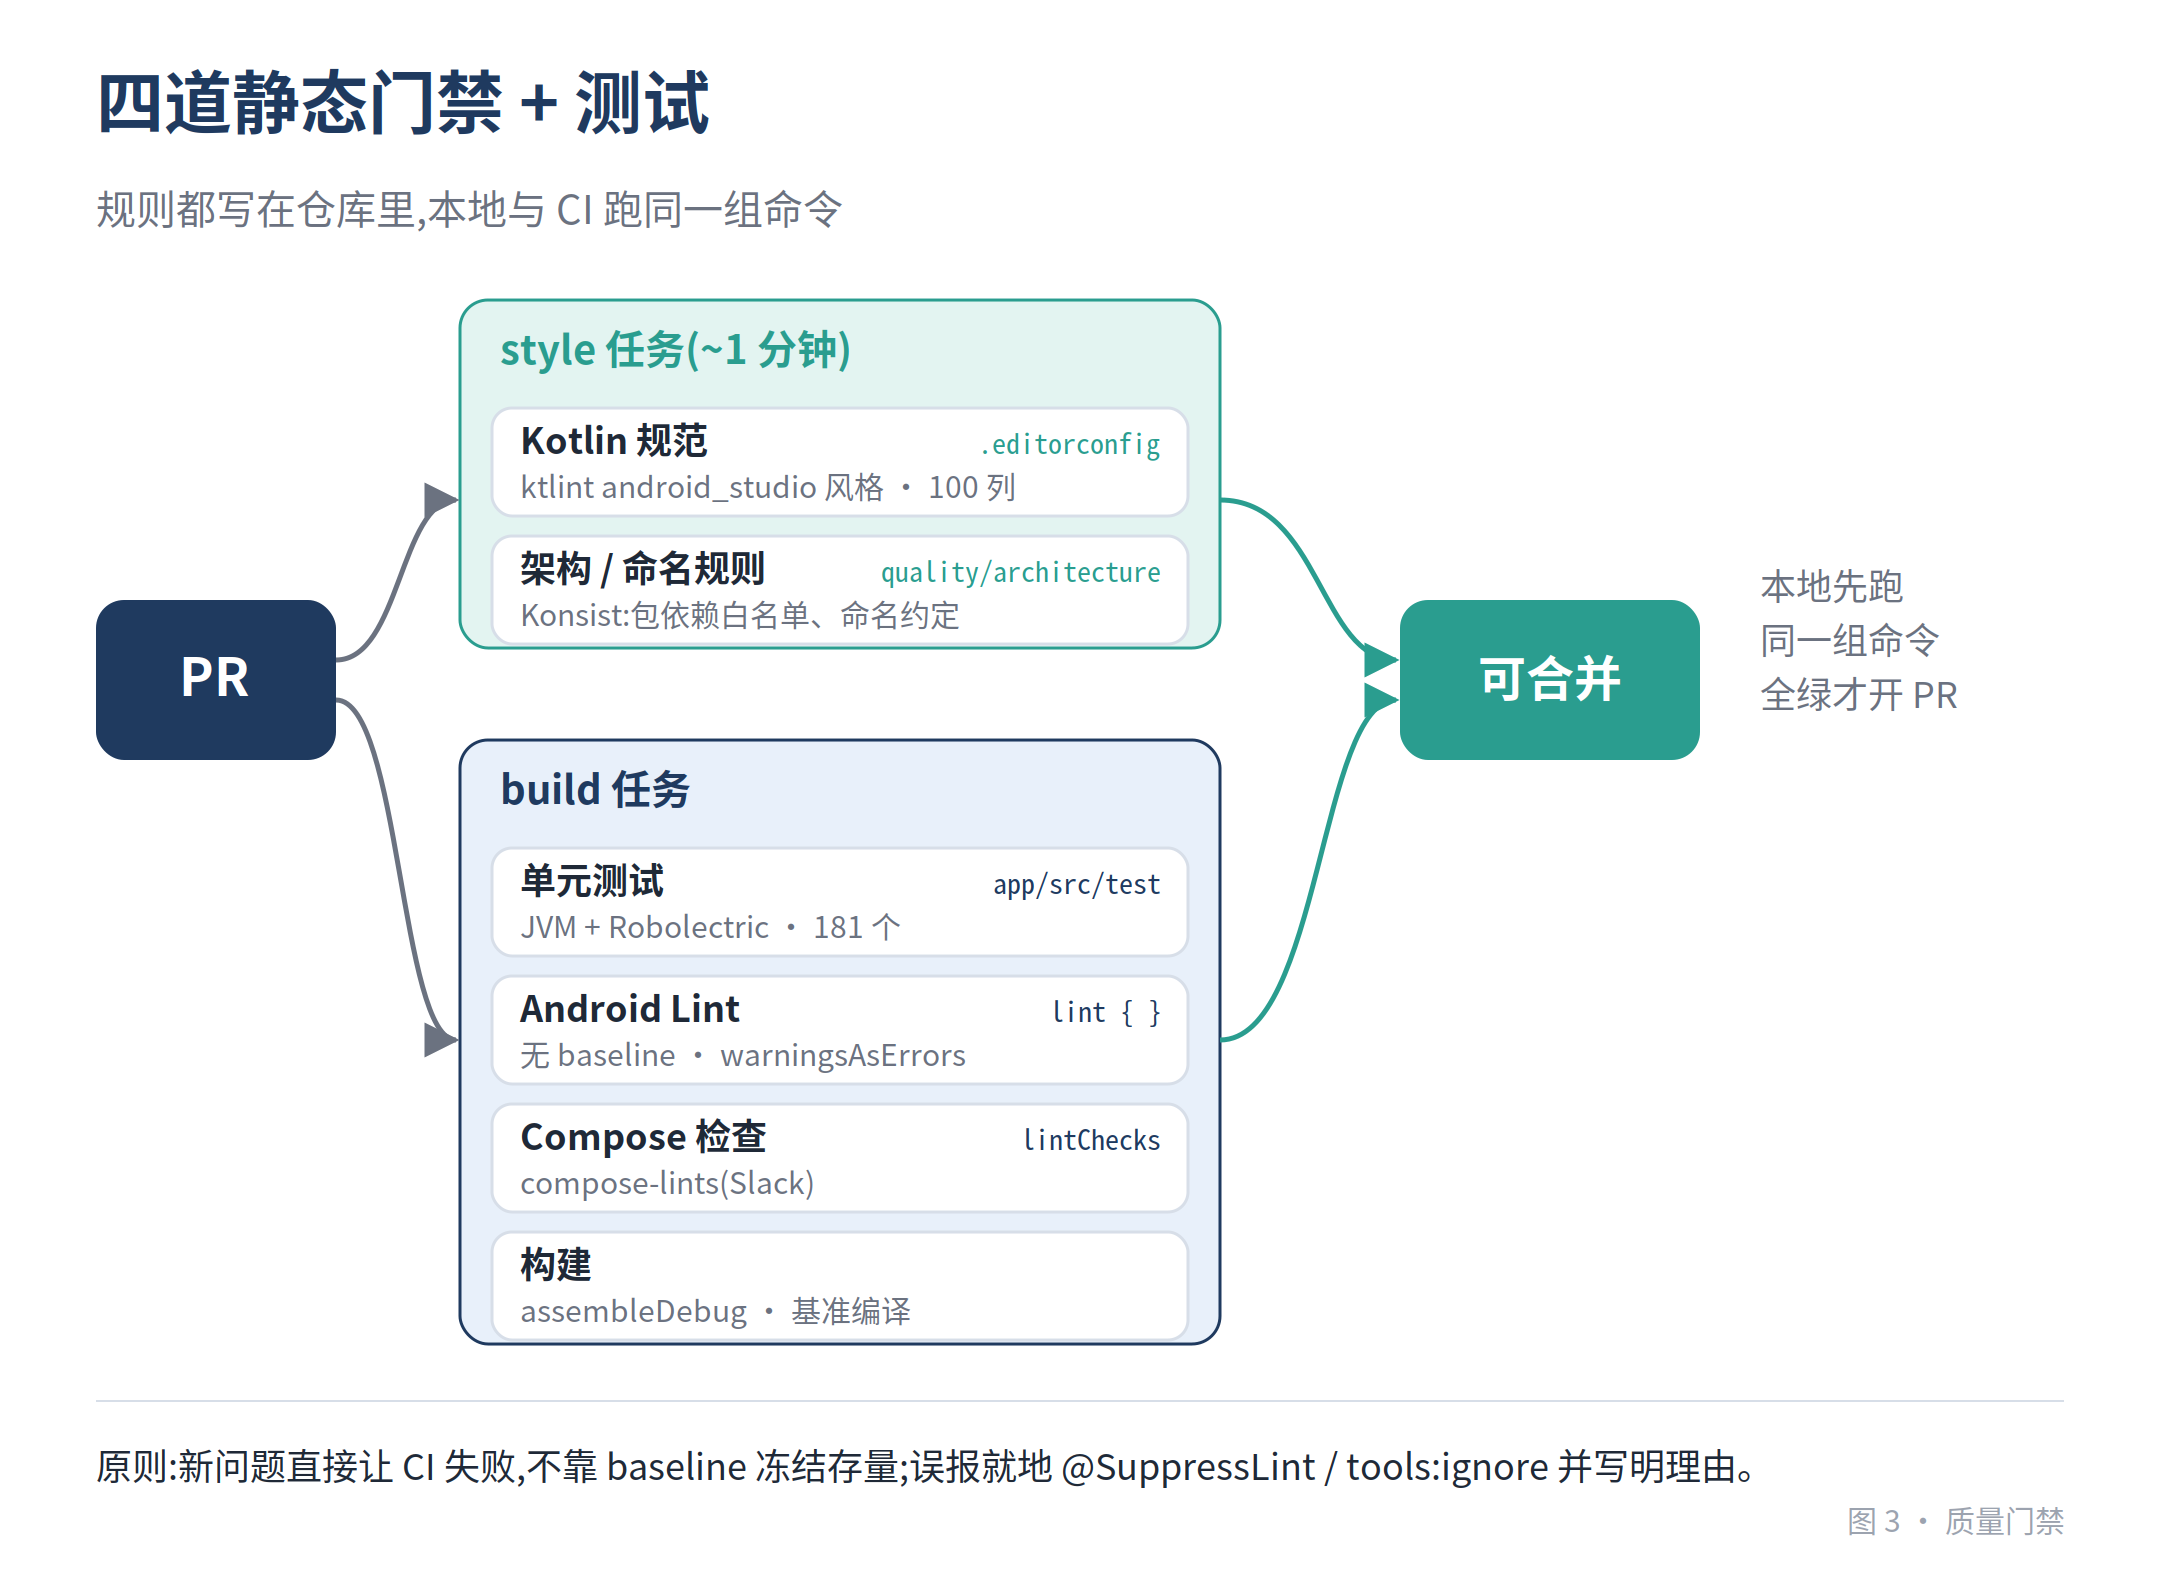 四道静态门禁 + 测试
规则都写在仓库里,本地与 CI 跑同一组命令
PR
style 任务(~1 分钟)
Kotlin 规范
.editorconfig
ktlint android_studio 风格 · 100 列
架构 / 命名规则
quality/architecture
Konsist:包依赖白名单、命名约定
build 任务
单元测试
app/src/test
JVM + Robolectric · 181 个
Android Lint
lint { }
无 baseline · warningsAsErrors
Compose 检查
lintChecks
compose-lints(Slack)
构建
assembleDebug · 基准编译
可合并
本地先跑
同一组命令
全绿才开 PR
原则:新问题直接让 CI 失败,不靠 baseline 冻结存量;误报就地 @SuppressLint / tools:ignore 并写明理由。
图 3 · 质量门禁